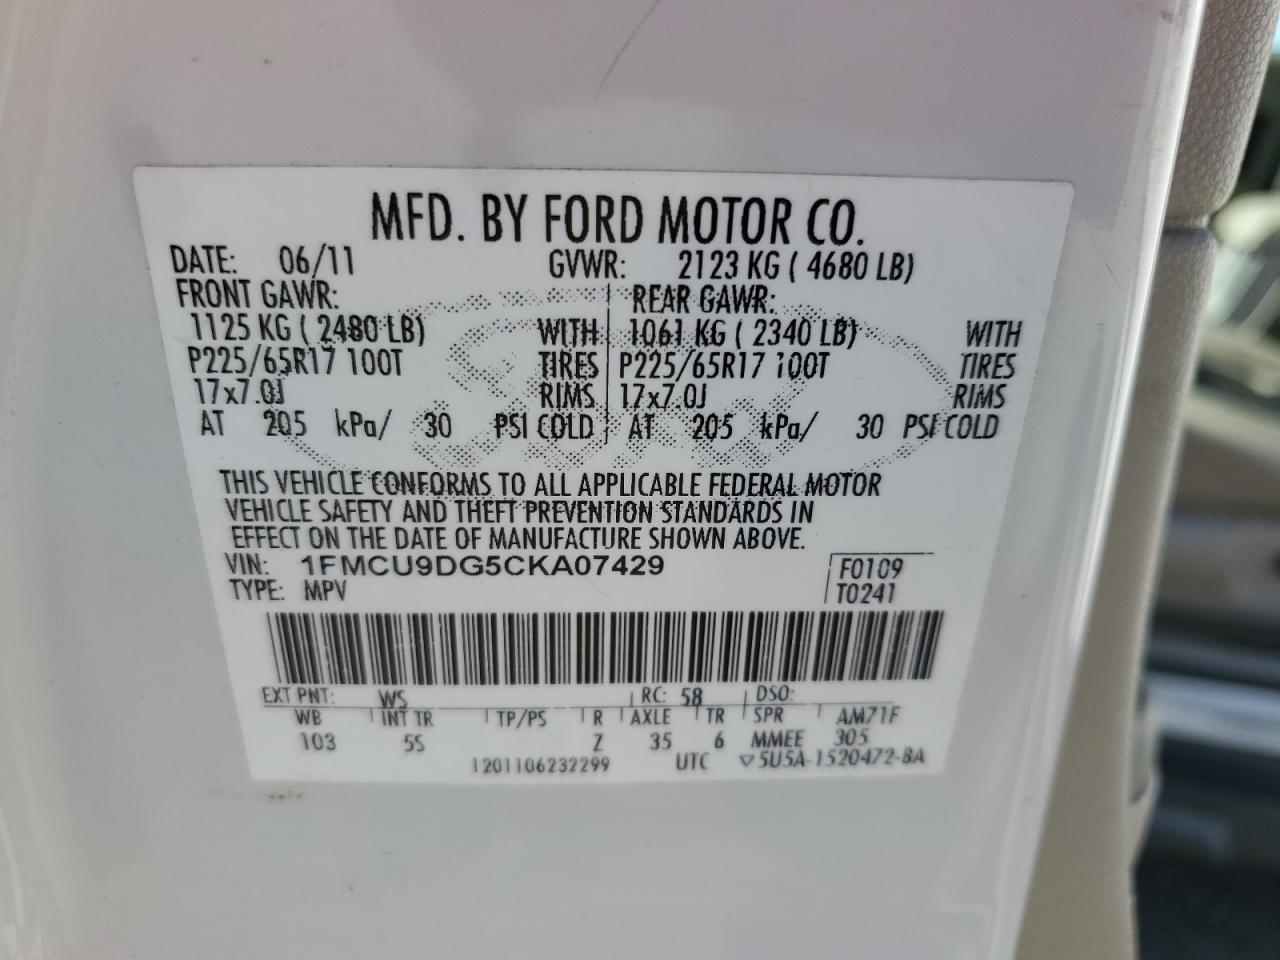 MFD. BY FORD MOTOR CO.
DATE: 06/11 GVWR: 2123 KG ( 4680 LB)
FRONT GAWR: REAR GAWR:
1125 KG ( 2480 LB) WITH 1061 KG ( 2340 LB) WITH
P225/65R17 100T TIRES P225/65R17 100T TIRES
17x7.0J RIMS 17x7.0J RIMS
AT 205 kPa/ 30 PSI COLD AT 205 kPa/ 30 PSI COLD
THIS VEHICLE CONFORMS TO ALL APPLICABLE FEDERAL MOTOR
VEHICLE SAFETY AND THEFT PREVENTION STANDARDS IN
EFFECT ON THE DATE OF MANUFACTURE SHOWN ABOVE.
VIN: 1FMCU9DG5CKA07429 F0109
TYPE: MPV T0241
EXT PNT: WS RC: 58 DSO:
WB INT TR TP/PS R AXLE TR SPR AM71F
103 5S Z 35 6 MMEE 305
1201106232299 UTC ▽5U5A-1520472-BA